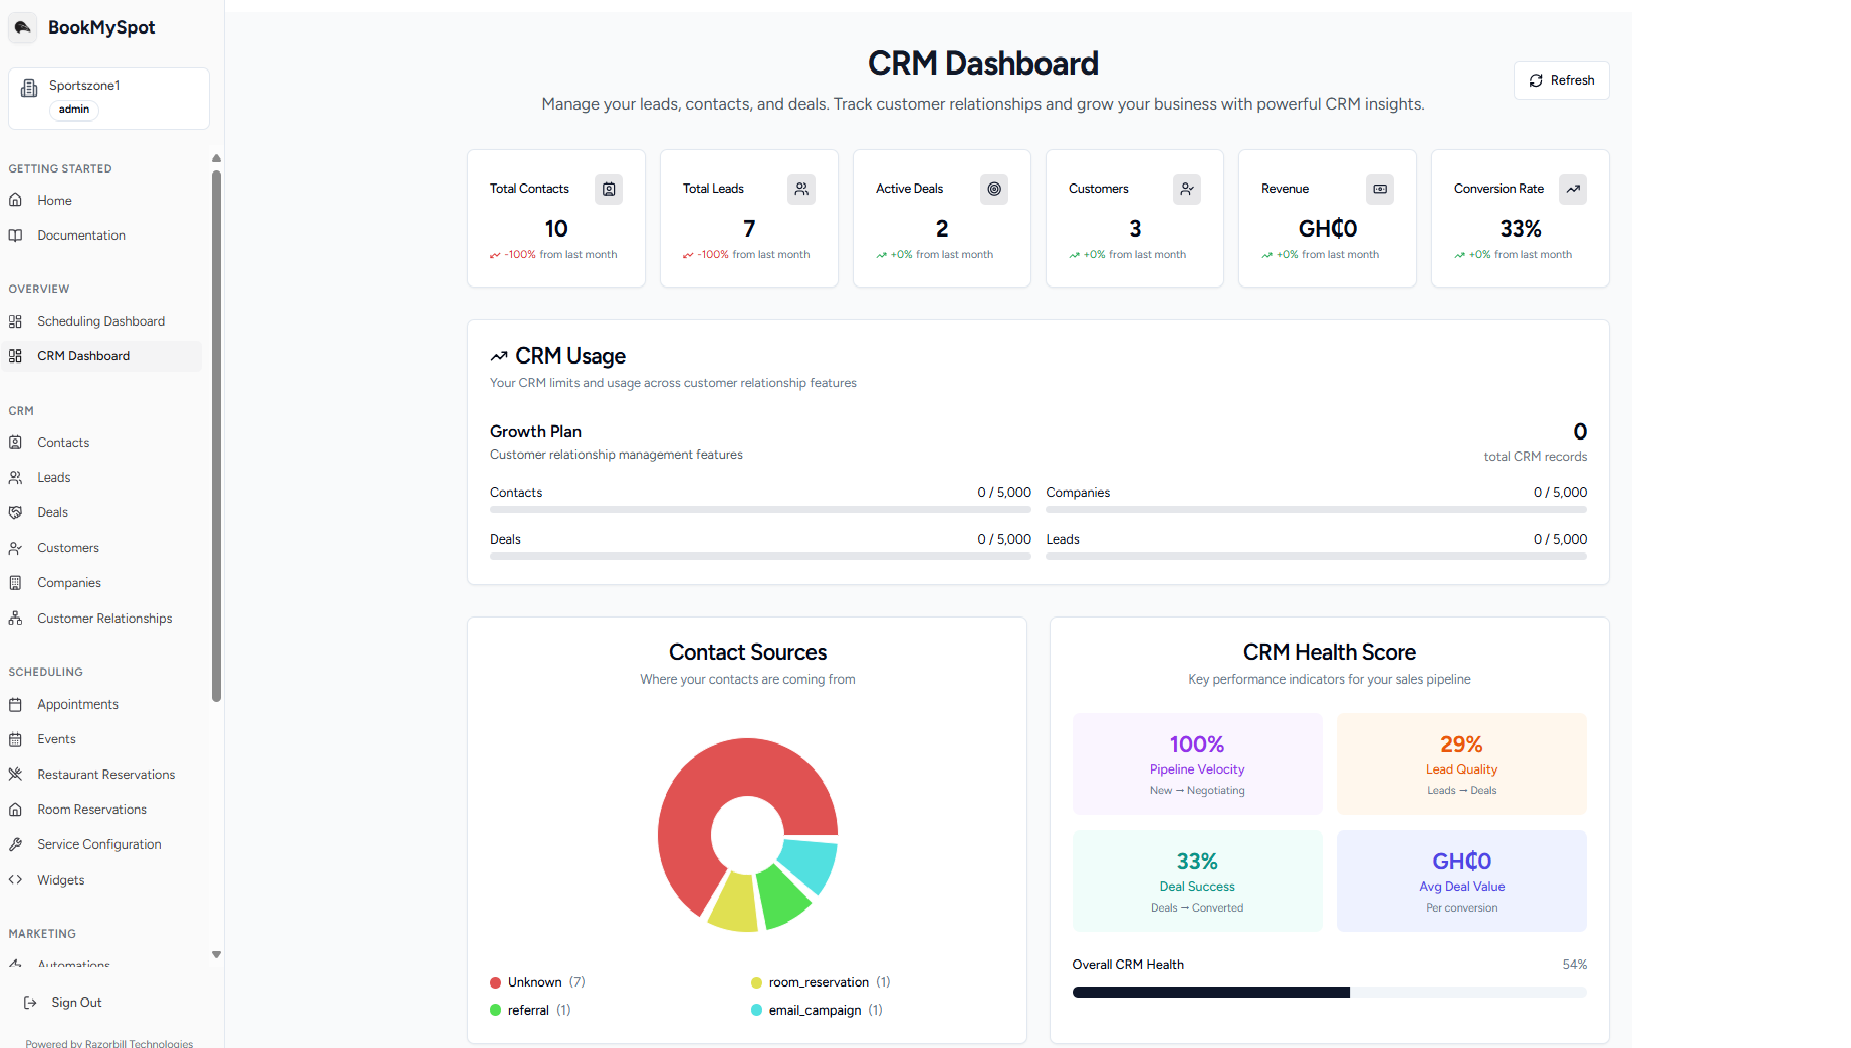 BookMySpot
Sportszone1
admin
GETTING STARTED
Home
Documentation
OVERVIEW
Scheduling Dashboard
CRM Dashboard
CRM
Contacts
Leads
Deals
Customers
Companies
Customer Relationships
SCHEDULING
Appointments
Events
Restaurant Reservations
Room Reservations
Service Configuration
Widgets
MARKETING
Automations
Sign Out
Powered by Razorbill Technologies
CRM Dashboard
Manage your leads, contacts, and deals. Track customer relationships and grow your business with powerful CRM insights.
Refresh
Total Contacts
10
-100% from last month
Total Leads
7
-100% from last month
Active Deals
2
+0% from last month
Customers
3
+0% from last month
Revenue
GH₵0
+0% from last month
Conversion Rate
33%
+0% from last month
CRM Usage
Your CRM limits and usage across customer relationship features
Growth Plan
Customer relationship management features
0
total CRM records
Contacts 0 / 5,000
Companies 0 / 5,000
Deals 0 / 5,000
Leads 0 / 5,000
Contact Sources
Where your contacts are coming from
Unknown (7)
room_reservation (1)
referral (1)
email_campaign (1)
CRM Health Score
Key performance indicators for your sales pipeline
100%
Pipeline Velocity
New → Negotiating
29%
Lead Quality
Leads → Deals
33%
Deal Success
Deals → Converted
GH₵0
Avg Deal Value
Per conversion
Overall CRM Health 54%